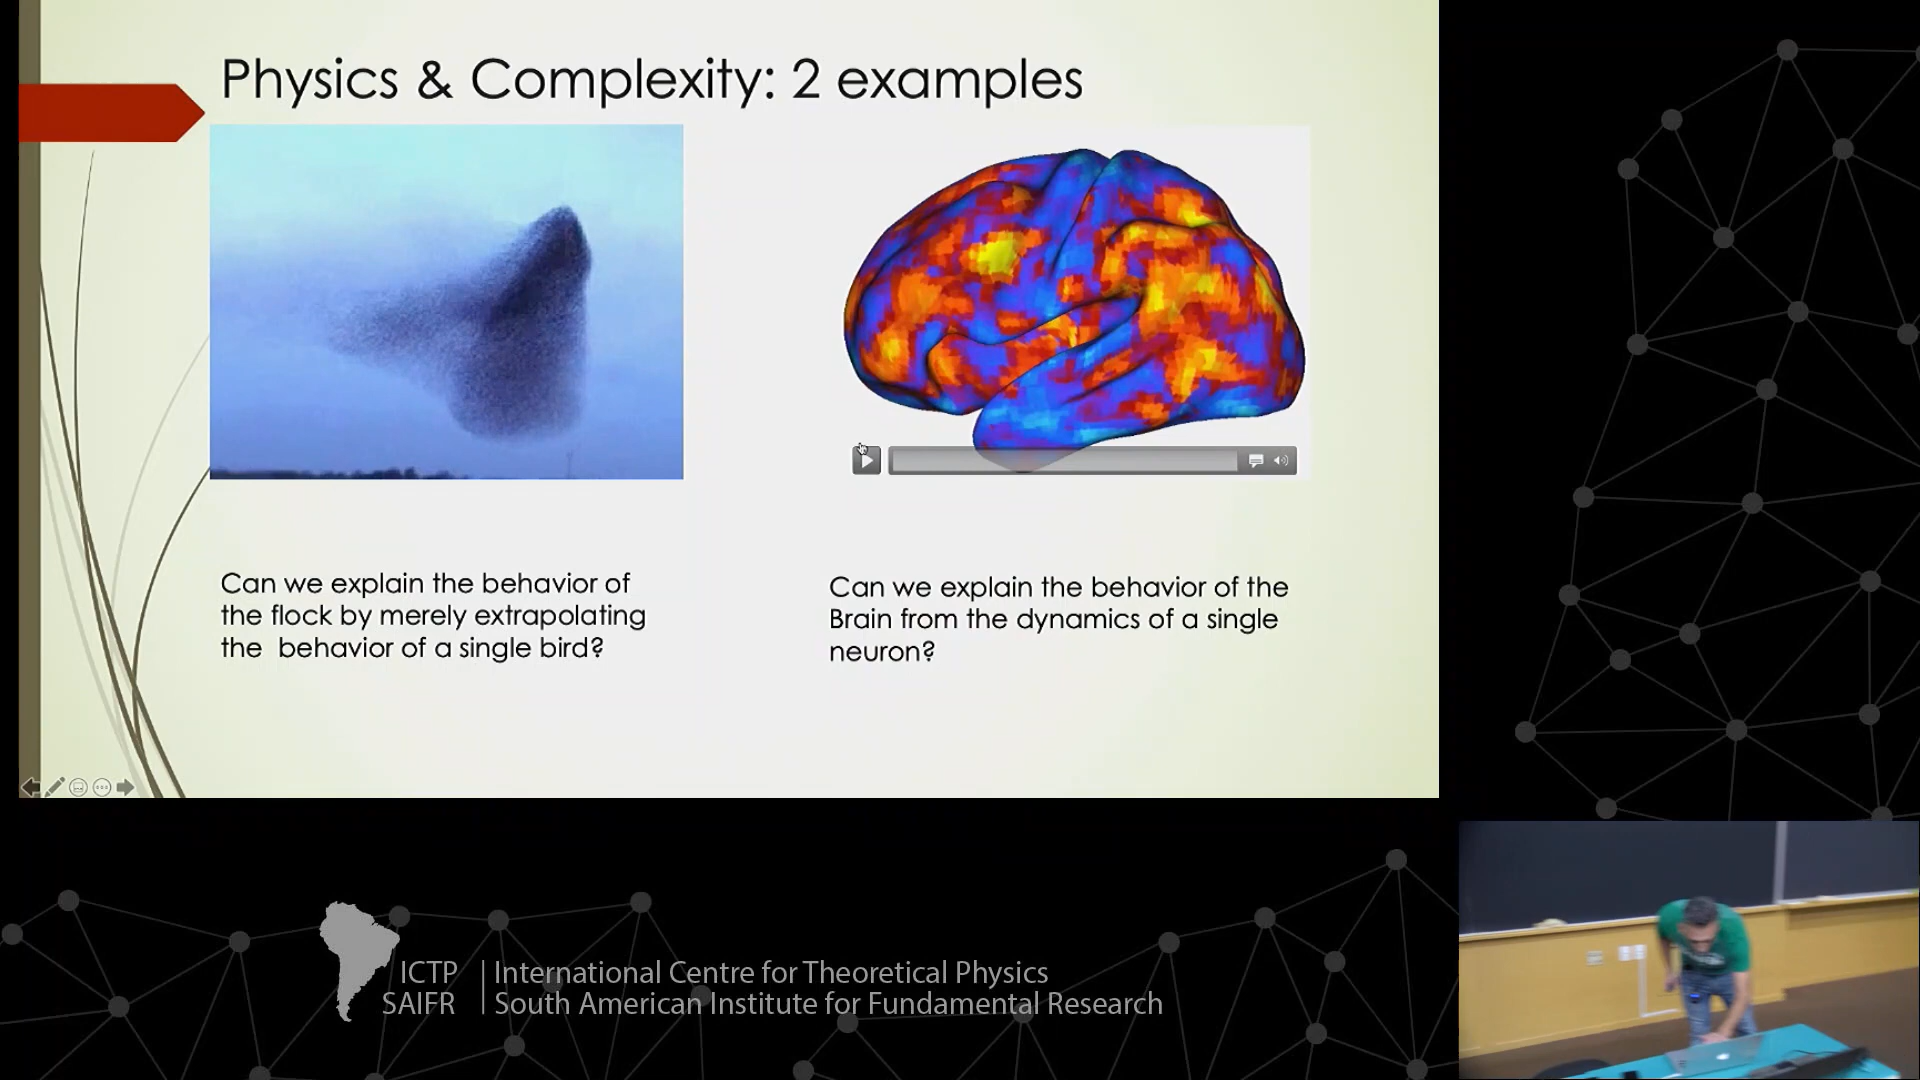 Physics & Complexity: 2 examples
Can we explain the behavior of
the flock by merely extrapolating
the behavior of a single bird?
Can we explain the behavior of the
Brain from the dynamics of a single
neuron?
ICTP
SAIFR
International Centre for Theoretical Physics
South American Institute for Fundamental Research